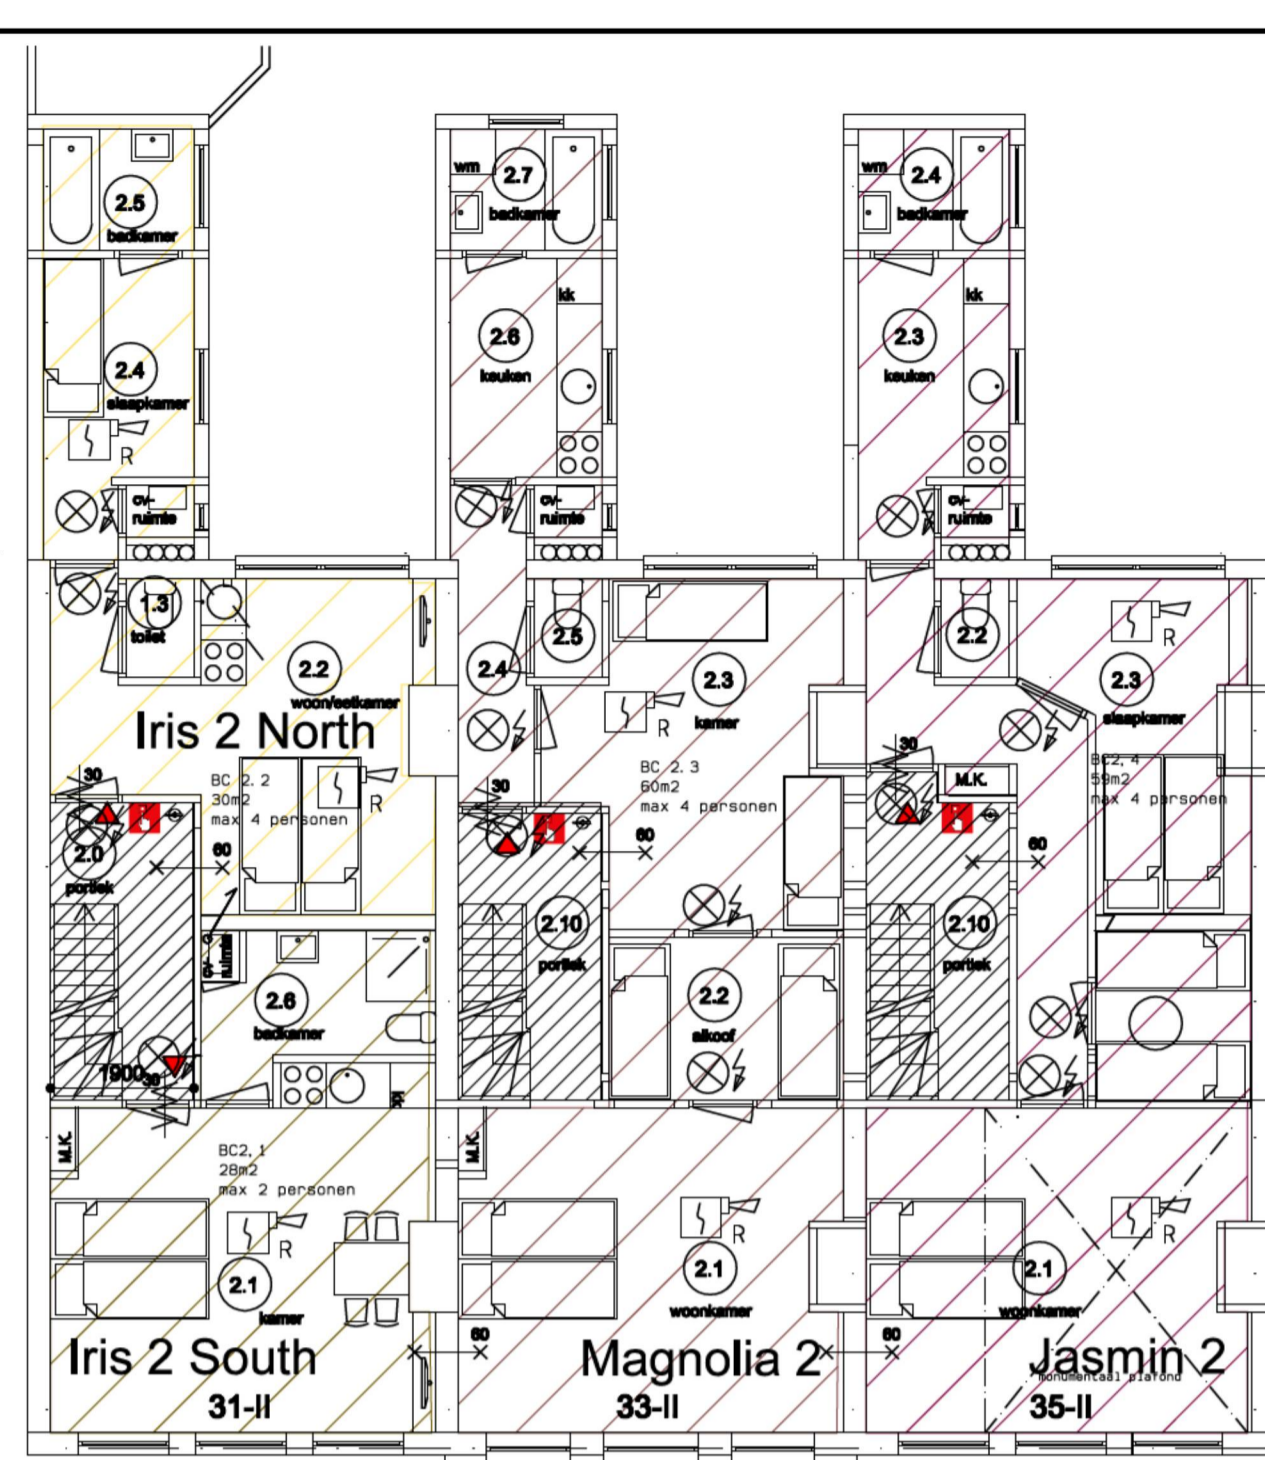 2.5
badkamer
wm
2.7
badkamer
wm
2.4
badkamer
2.4
slaapkamer
R
kk
2.6
keuken
kk
2.3
keuken
cv-
ruimte
cv-
ruimte
cv-
ruimte
1.3
toilet
2.2
woon/eetkamer
Iris 2 North
30
BC 2. 2
30m2
max 4 personen
R
2.0
portiek
60
cv-
ruimte
2.6
badkamer
1900
30
kk
M.K.
BC2, 1
28m2
max 2 personen
R
2.1
kamer
Iris 2 South
31-II
60
2.5
2.4
2.3
kamer
R
30
BC 2. 3
60m2
max 4 personen
60
2.10
portiek
2.2
alkoof
M.K.
R
2.1
woonkamer
Magnolia 2
33-II
60
2.2
R
2.3
slaapkamer
30
M.K.
BC2, 4
59m2
max 4 personen
60
2.10
portiek
R
2.1
woonkamer
Jasmin 2
monumentaal plafond
35-II